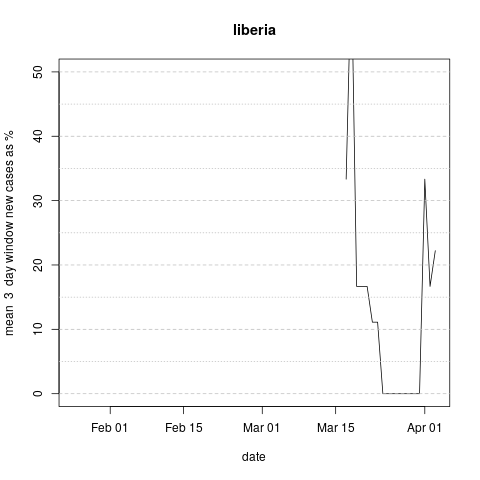 liberia
mean  3  day window new cases as %
50
40
30
20
10
0
Feb 01
Feb 15
Mar 01
Mar 15
Apr 01
date